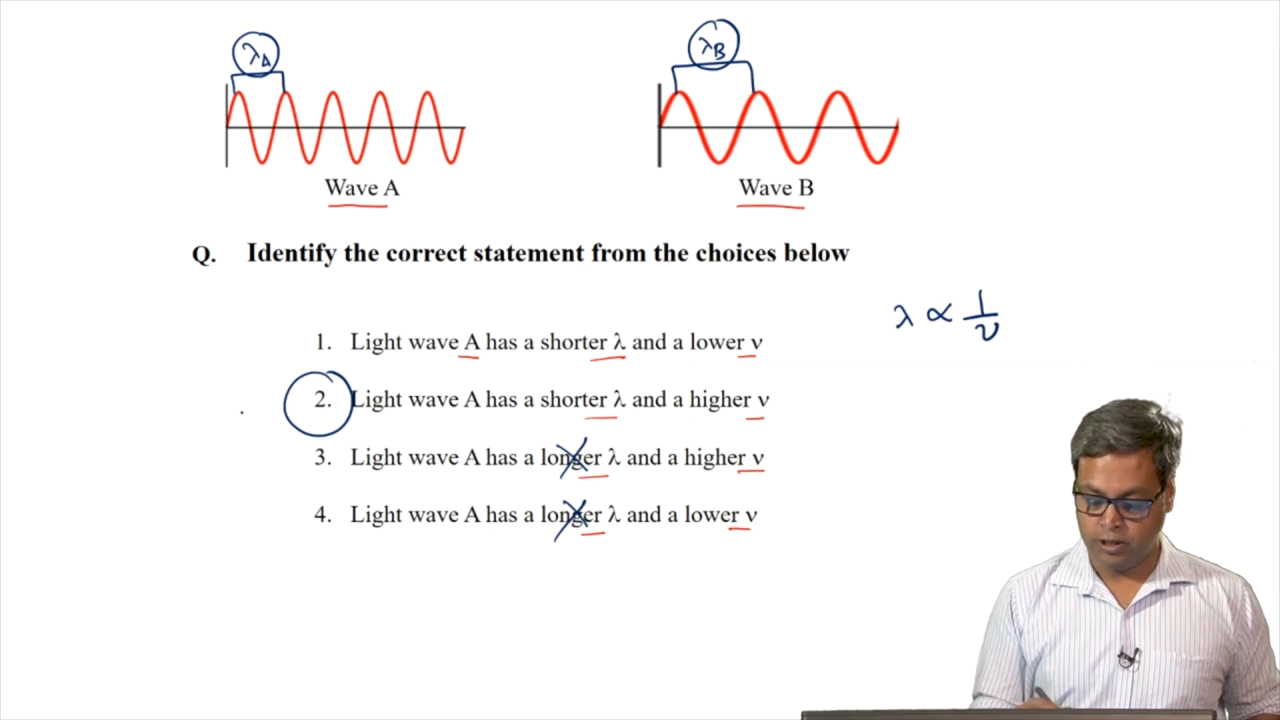 λA
λB
Wave A
Wave B
Q. Identify the correct statement from the choices below
λ ∝ 1/ν
1. Light wave A has a shorter λ and a lower ν
2. Light wave A has a shorter λ and a higher ν
3. Light wave A has a longer λ and a higher ν
4. Light wave A has a longer λ and a lower ν